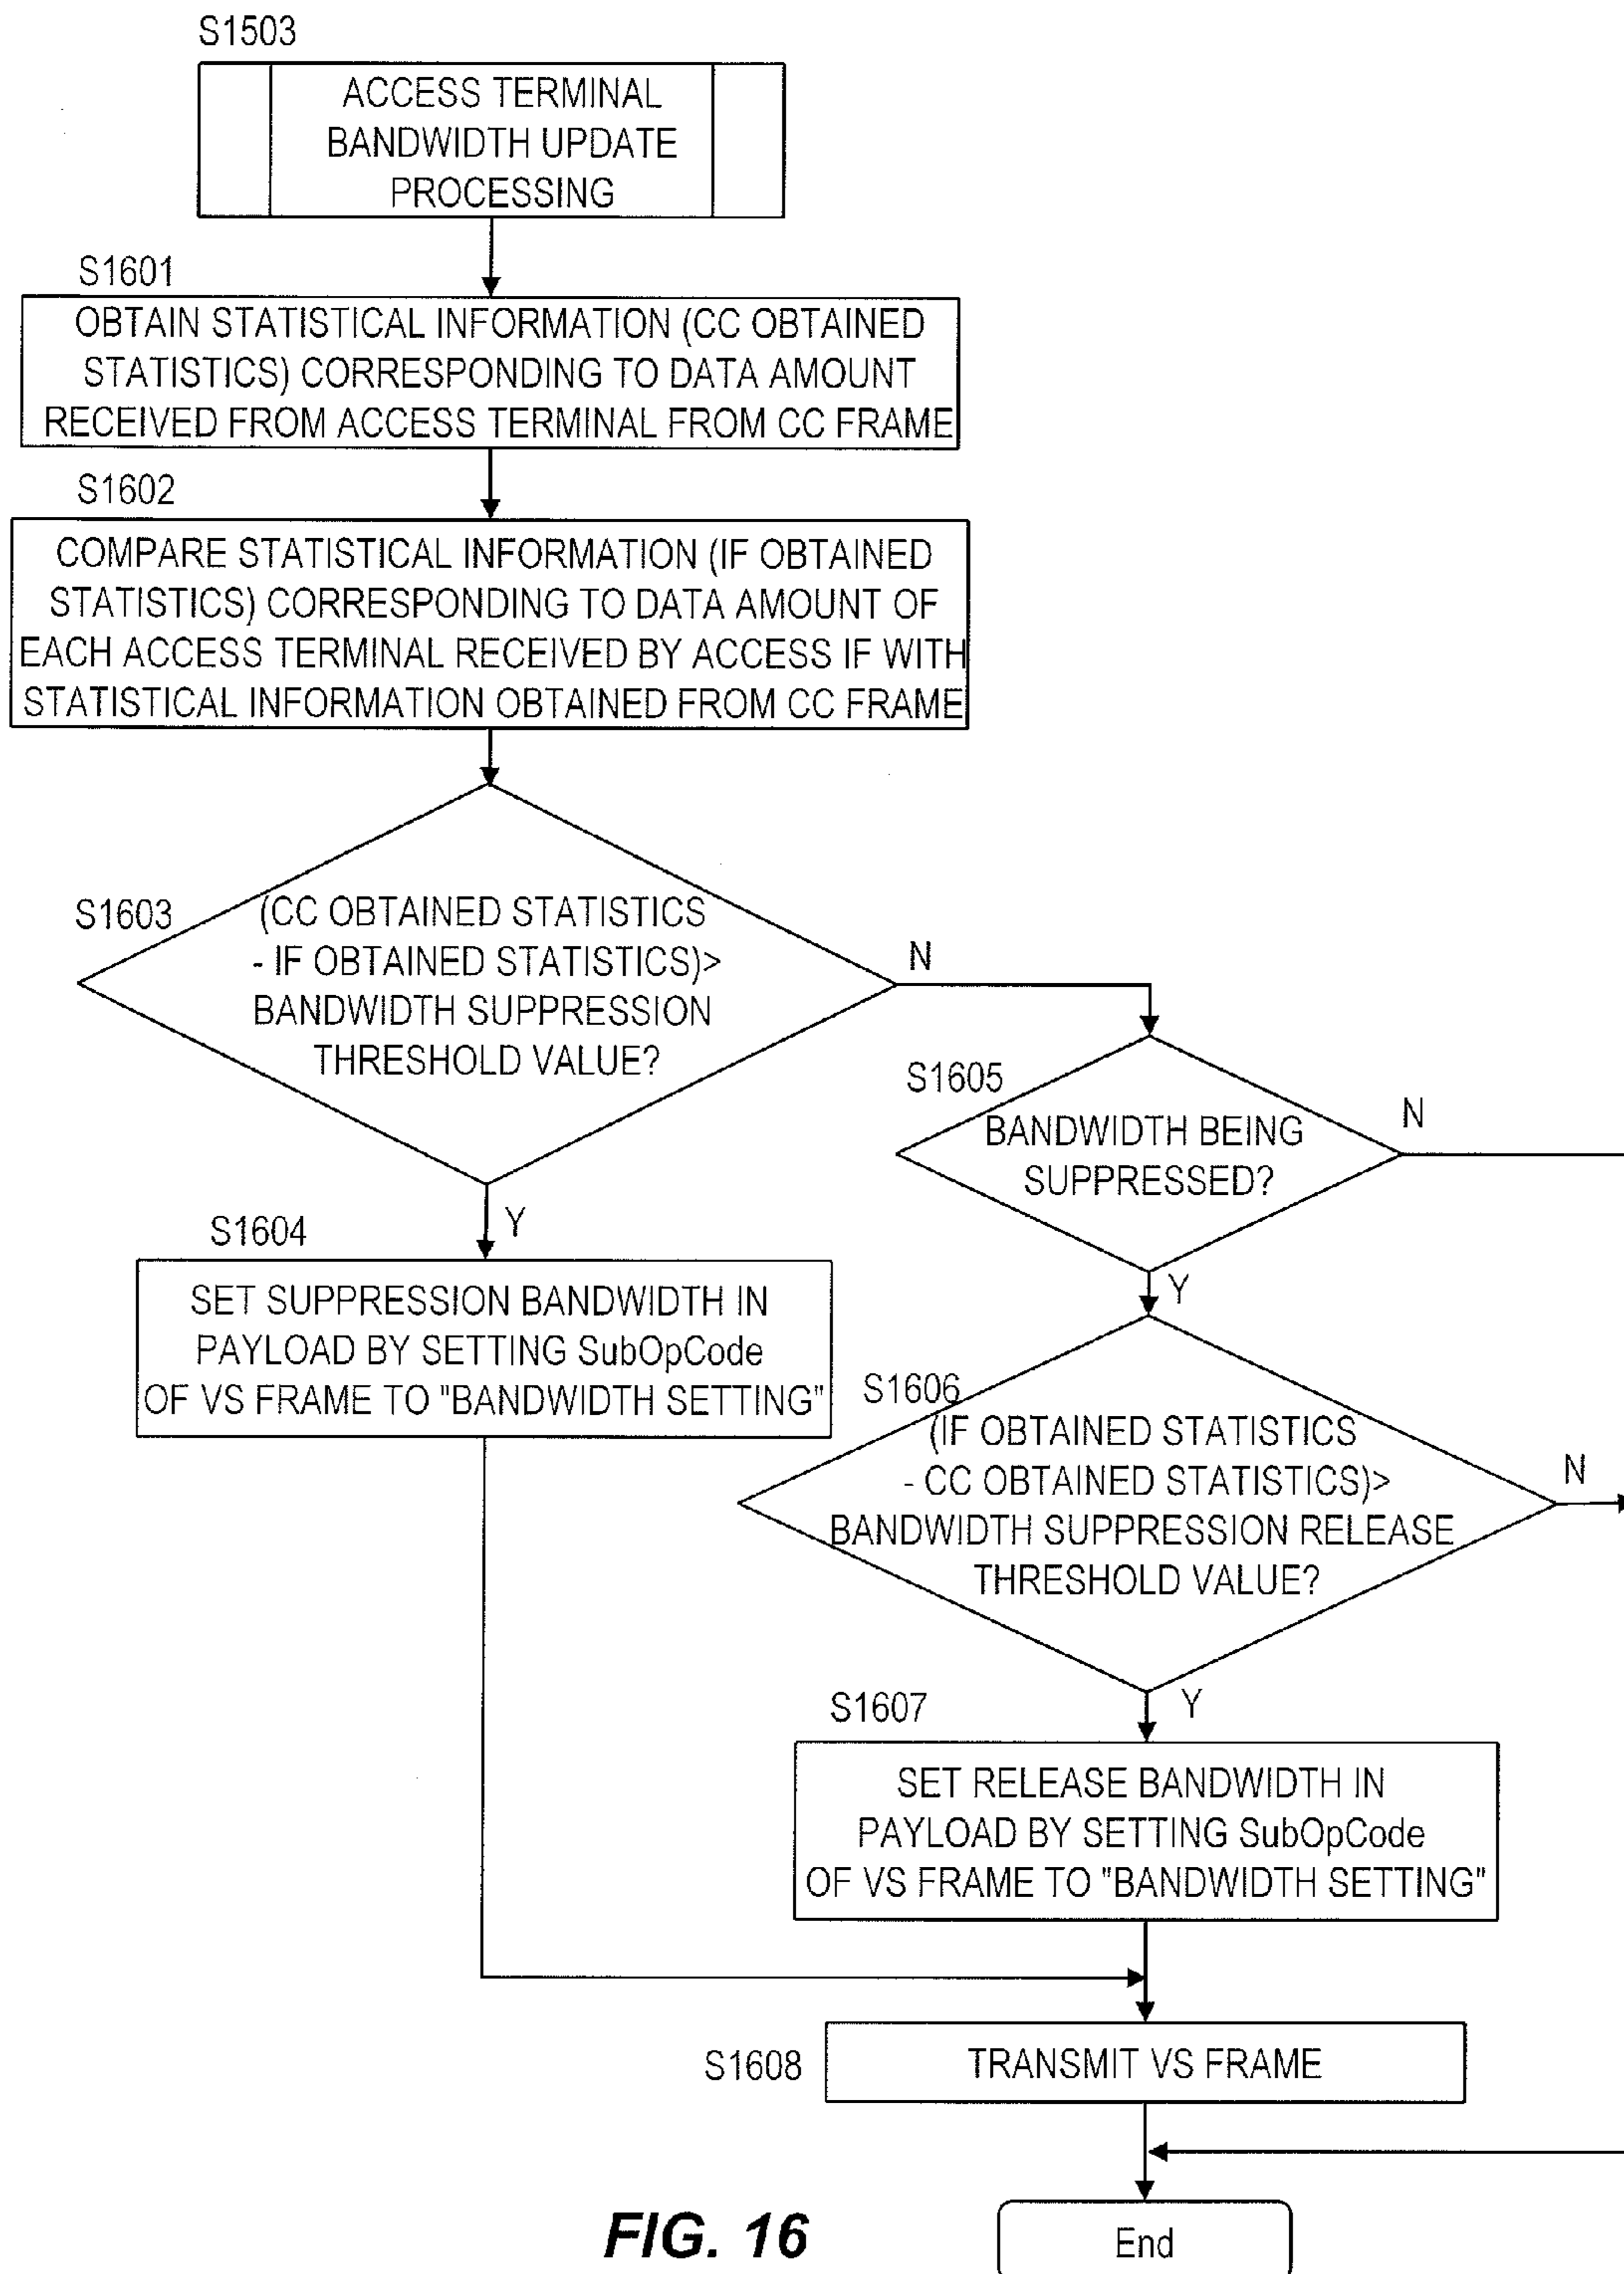 S1503
ACCESS TERMINAL
BANDWIDTH UPDATE
PROCESSING
S1601
OBTAIN STATISTICAL INFORMATION (CC OBTAINED
STATISTICS) CORRESPONDING TO DATA AMOUNT
RECEIVED FROM ACCESS TERMINAL FROM CC FRAME
S1602
COMPARE STATISTICAL INFORMATION (IF OBTAINED
STATISTICS) CORRESPONDING TO DATA AMOUNT OF
EACH ACCESS TERMINAL RECEIVED BY ACCESS IF WITH
STATISTICAL INFORMATION OBTAINED FROM CC FRAME
S1603
(CC OBTAINED STATISTICS
- IF OBTAINED STATISTICS)>
BANDWIDTH SUPPRESSION
THRESHOLD VALUE?
N
Y
S1604
SET SUPPRESSION BANDWIDTH IN
PAYLOAD BY SETTING SubOpCode
OF VS FRAME TO "BANDWIDTH SETTING"
S1605
BANDWIDTH BEING
SUPPRESSED?
N
Y
S1606
(IF OBTAINED STATISTICS
- CC OBTAINED STATISTICS)>
BANDWIDTH SUPPRESSION RELEASE
THRESHOLD VALUE?
N
Y
S1607
SET RELEASE BANDWIDTH IN
PAYLOAD BY SETTING SubOpCode
OF VS FRAME TO "BANDWIDTH SETTING"
S1608
TRANSMIT VS FRAME
End
FIG. 16